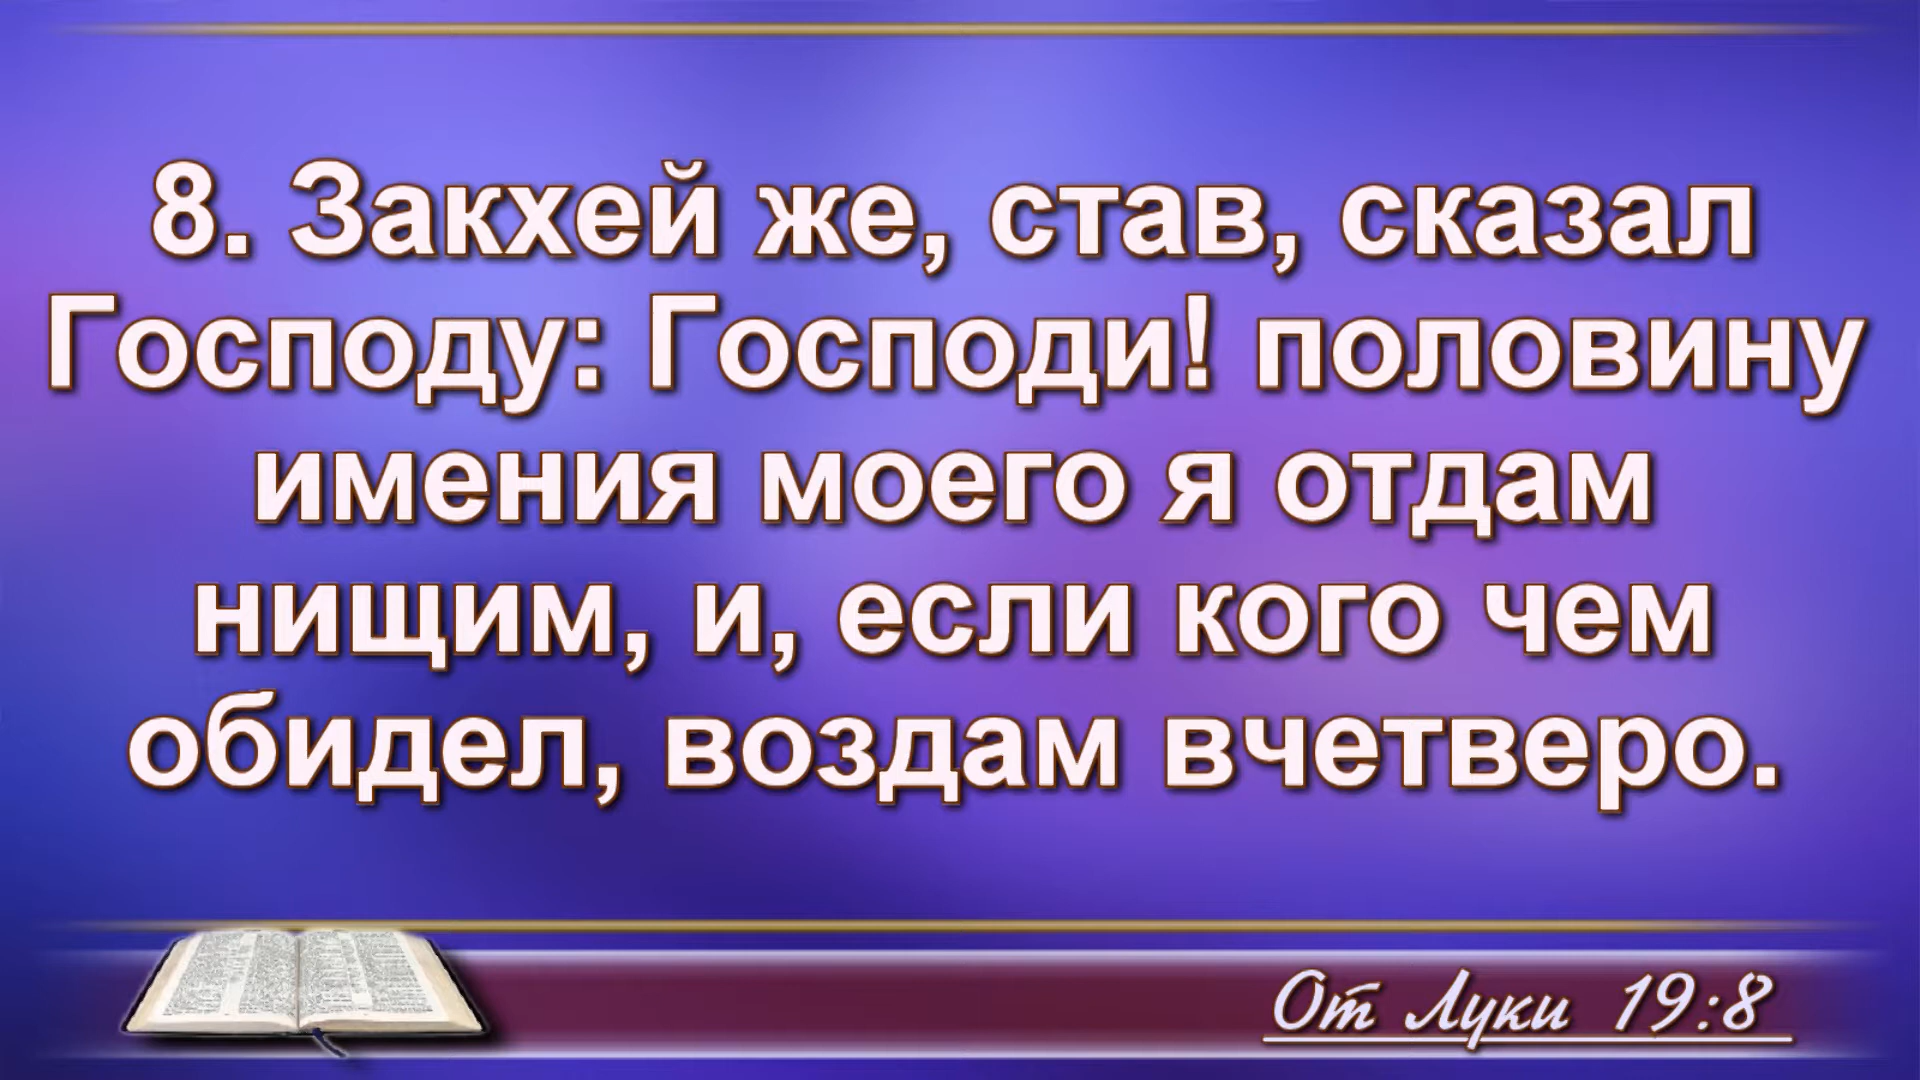 8. Закхей же, став, сказал
Господу: Господи! половину
имения моего я отдам
нищим, и, если кого чем
обидел, воздам вчетверо.
От Луки 19:8